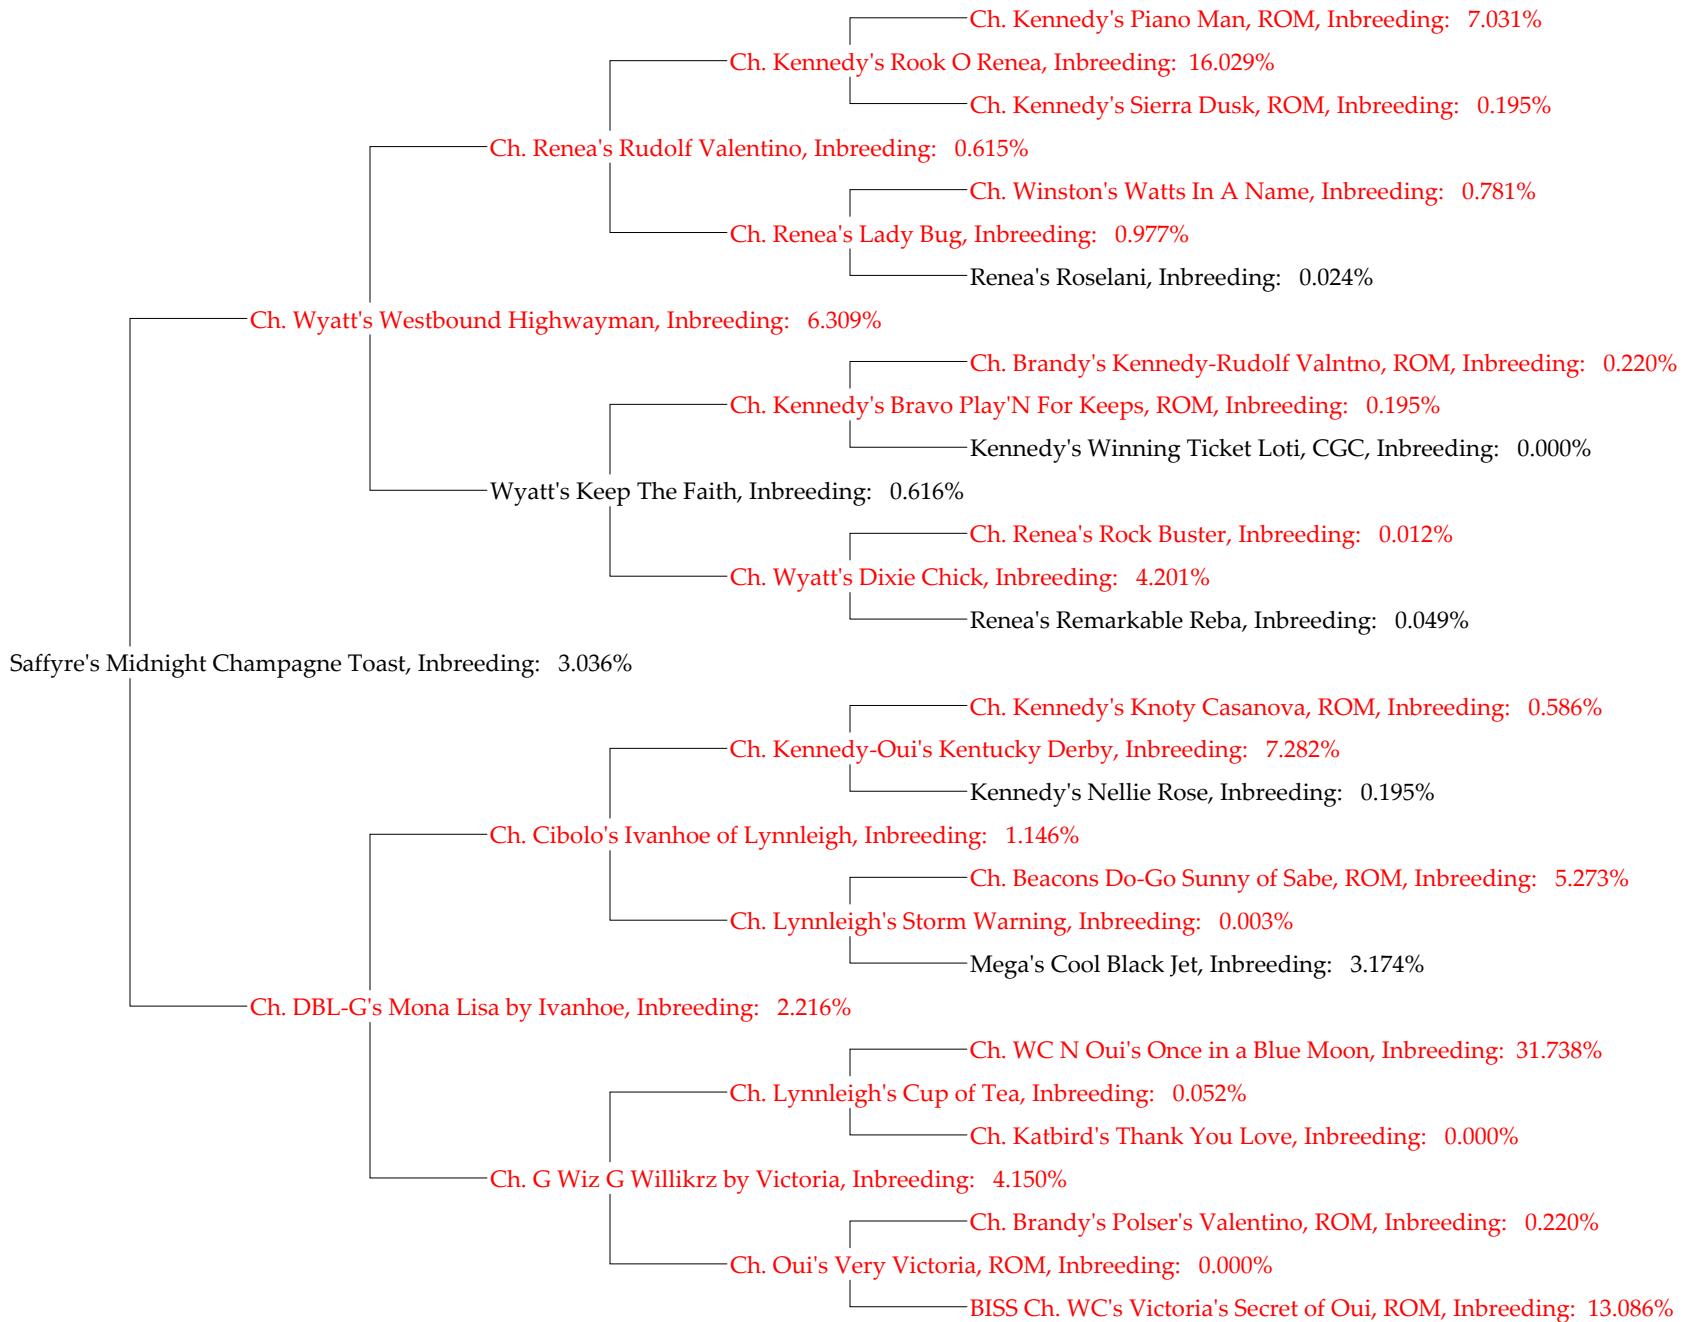 Ch. Kennedy's Piano Man, ROM, Inbreeding: 7.031%
Ch. Kennedy's Rook O Renea, Inbreeding: 16.029%
Ch. Kennedy's Sierra Dusk, ROM, Inbreeding: 0.195%
Ch. Renea's Rudolf Valentino, Inbreeding: 0.615%
Ch. Winston's Watts In A Name, Inbreeding: 0.781%
Ch. Renea's Lady Bug, Inbreeding: 0.977%
Renea's Roselani, Inbreeding: 0.024%
Ch. Wyatt's Westbound Highwayman, Inbreeding: 6.309%
Ch. Brandy's Kennedy-Rudolf Valntno, ROM, Inbreeding: 0.220%
Ch. Kennedy's Bravo Play'N For Keeps, ROM, Inbreeding: 0.195%
Kennedy's Winning Ticket Loti, CGC, Inbreeding: 0.000%
Wyatt's Keep The Faith, Inbreeding: 0.616%
Ch. Renea's Rock Buster, Inbreeding: 0.012%
Ch. Wyatt's Dixie Chick, Inbreeding: 4.201%
Renea's Remarkable Reba, Inbreeding: 0.049%
Saffyre's Midnight Champagne Toast, Inbreeding: 3.036%
Ch. Kennedy's Knoty Casanova, ROM, Inbreeding: 0.586%
Ch. Kennedy-Oui's Kentucky Derby, Inbreeding: 7.282%
Kennedy's Nellie Rose, Inbreeding: 0.195%
Ch. Cibolo's Ivanhoe of Lynnleigh, Inbreeding: 1.146%
Ch. Beacons Do-Go Sunny of Sabe, ROM, Inbreeding: 5.273%
Ch. Lynnleigh's Storm Warning, Inbreeding: 0.003%
Mega's Cool Black Jet, Inbreeding: 3.174%
Ch. DBL-G's Mona Lisa by Ivanhoe, Inbreeding: 2.216%
Ch. WC N Oui's Once in a Blue Moon, Inbreeding: 31.738%
Ch. Lynnleigh's Cup of Tea, Inbreeding: 0.052%
Ch. Katbird's Thank You Love, Inbreeding: 0.000%
Ch. G Wiz G Willikrz by Victoria, Inbreeding: 4.150%
Ch. Brandy's Polser's Valentino, ROM, Inbreeding: 0.220%
Ch. Oui's Very Victoria, ROM, Inbreeding: 0.000%
BISS Ch. WC's Victoria's Secret of Oui, ROM, Inbreeding: 13.086%